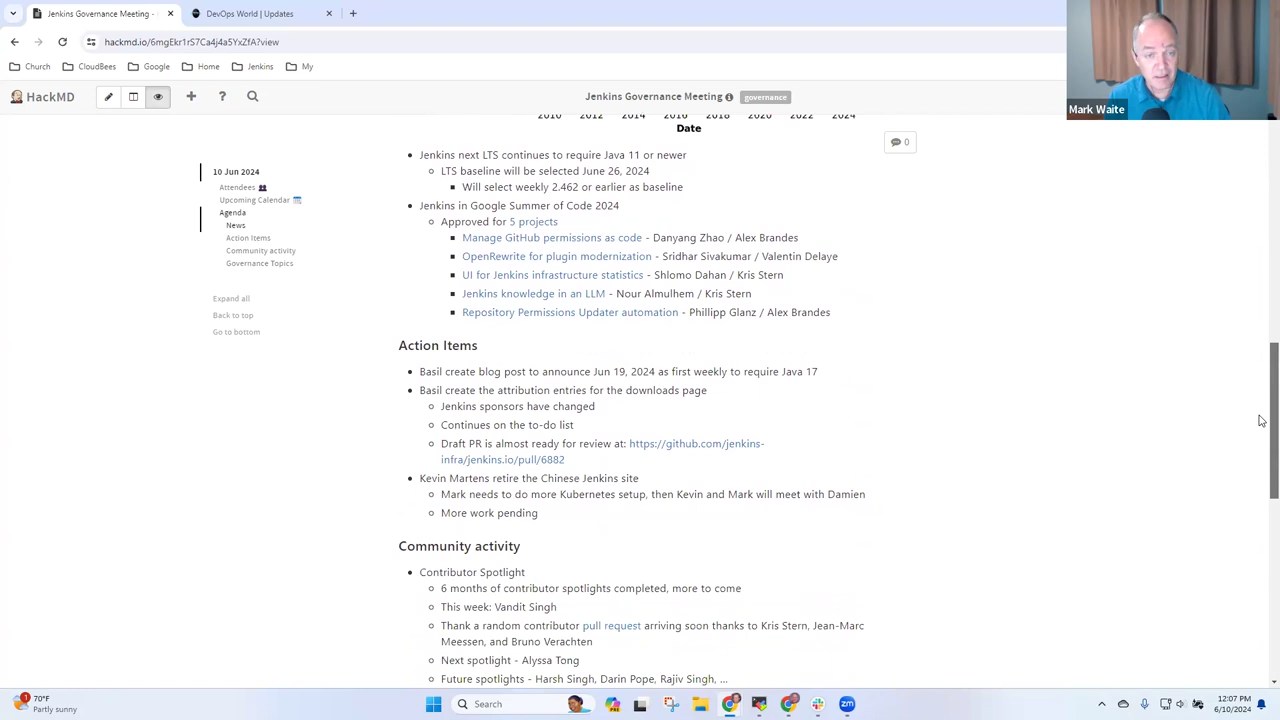 Jenkins Governance Meeting -
DevOps World | Updates
hackmd.io/6mgEkr1rS7Ca4j4a5YxZfA?view
Church
CloudBees
Google
Home
Jenkins
My
Mark Waite
HackMD
Jenkins Governance Meeting
governance
2010 2012 2014 2016 2018 2020 2022 2024
Date
0
10 Jun 2024
Attendees
Upcoming Calendar
Agenda
News
Action Items
Community activity
Governance Topics
Expand all
Back to top
Go to bottom
Jenkins next LTS continues to require Java 11 or newer
LTS baseline will be selected June 26, 2024
Will select weekly 2.462 or earlier as baseline
Jenkins in Google Summer of Code 2024
Approved for 5 projects
Manage GitHub permissions as code - Danyang Zhao / Alex Brandes
OpenRewrite for plugin modernization - Sridhar Sivakumar / Valentin Delaye
UI for Jenkins infrastructure statistics - Shlomo Dahan / Kris Stern
Jenkins knowledge in an LLM - Nour Almulhem / Kris Stern
Repository Permissions Updater automation - Phillipp Glanz / Alex Brandes
Action Items
Basil create blog post to announce Jun 19, 2024 as first weekly to require Java 17
Basil create the attribution entries for the downloads page
Jenkins sponsors have changed
Continues on the to-do list
Draft PR is almost ready for review at: https://github.com/jenkins-
infra/jenkins.io/pull/6882
Kevin Martens retire the Chinese Jenkins site
Mark needs to do more Kubernetes setup, then Kevin and Mark will meet with Damien
More work pending
Community activity
Contributor Spotlight
6 months of contributor spotlights completed, more to come
This week: Vandit Singh
Thank a random contributor pull request arriving soon thanks to Kris Stern, Jean-Marc
Meessen, and Bruno Verachten
Next spotlight - Alyssa Tong
Future spotlights - Harsh Singh, Darin Pope, Rajiv Singh, ...
1
70°F
Partly sunny
Search
zm
12:07 PM
6/10/2024